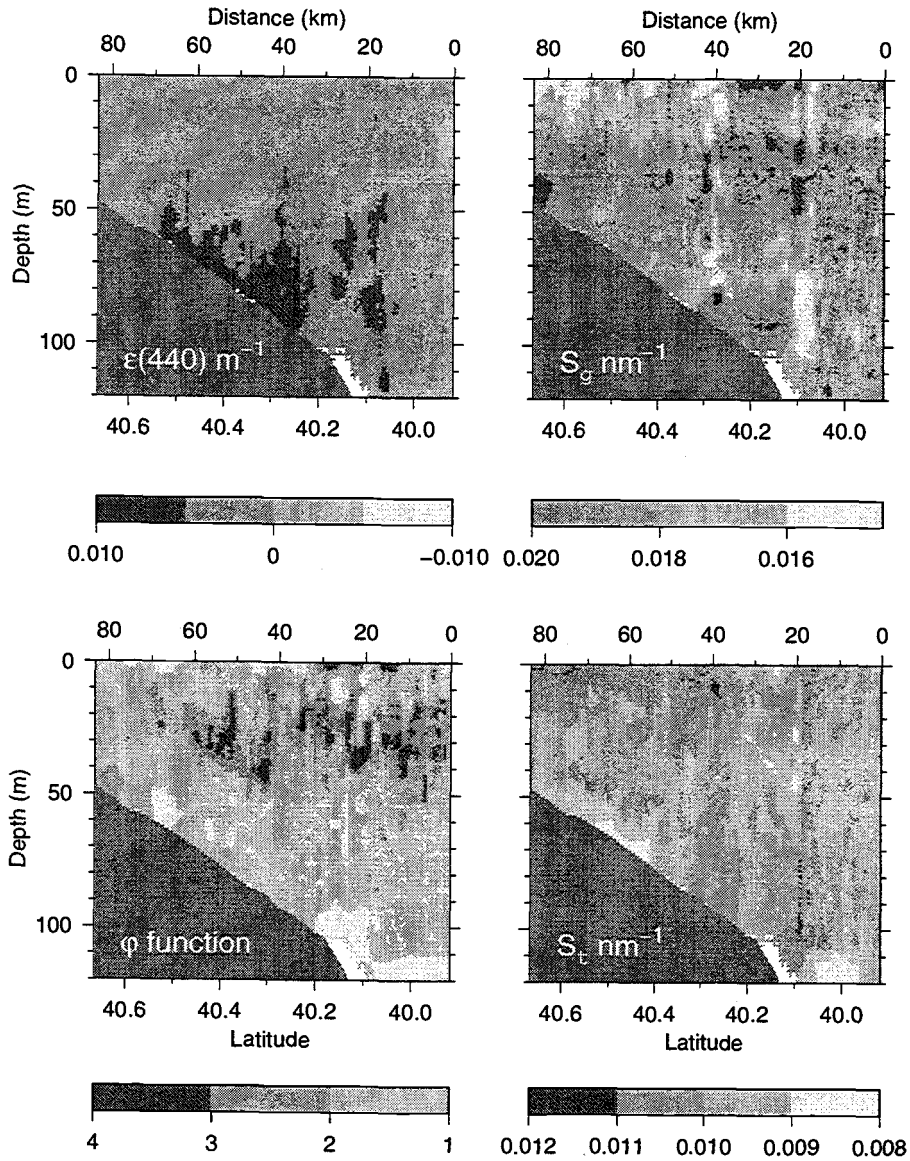 Distance (km)
80 60 40 20 0
0
50
100
Depth (m)
ε(440) m⁻¹
40.6 40.4 40.2 40.0
0.010 0 -0.010
Distance (km)
80 60 40 20 0
S_g nm⁻¹
40.6 40.4 40.2 40.0
0.020 0.018 0.016
80 60 40 20 0
0
50
100
Depth (m)
φ function
40.6 40.4 40.2 40.0
Latitude
4 3 2 1
80 60 40 20 0
S_t nm⁻¹
40.6 40.4 40.2 40.0
Latitude
0.012 0.011 0.010 0.009 0.008